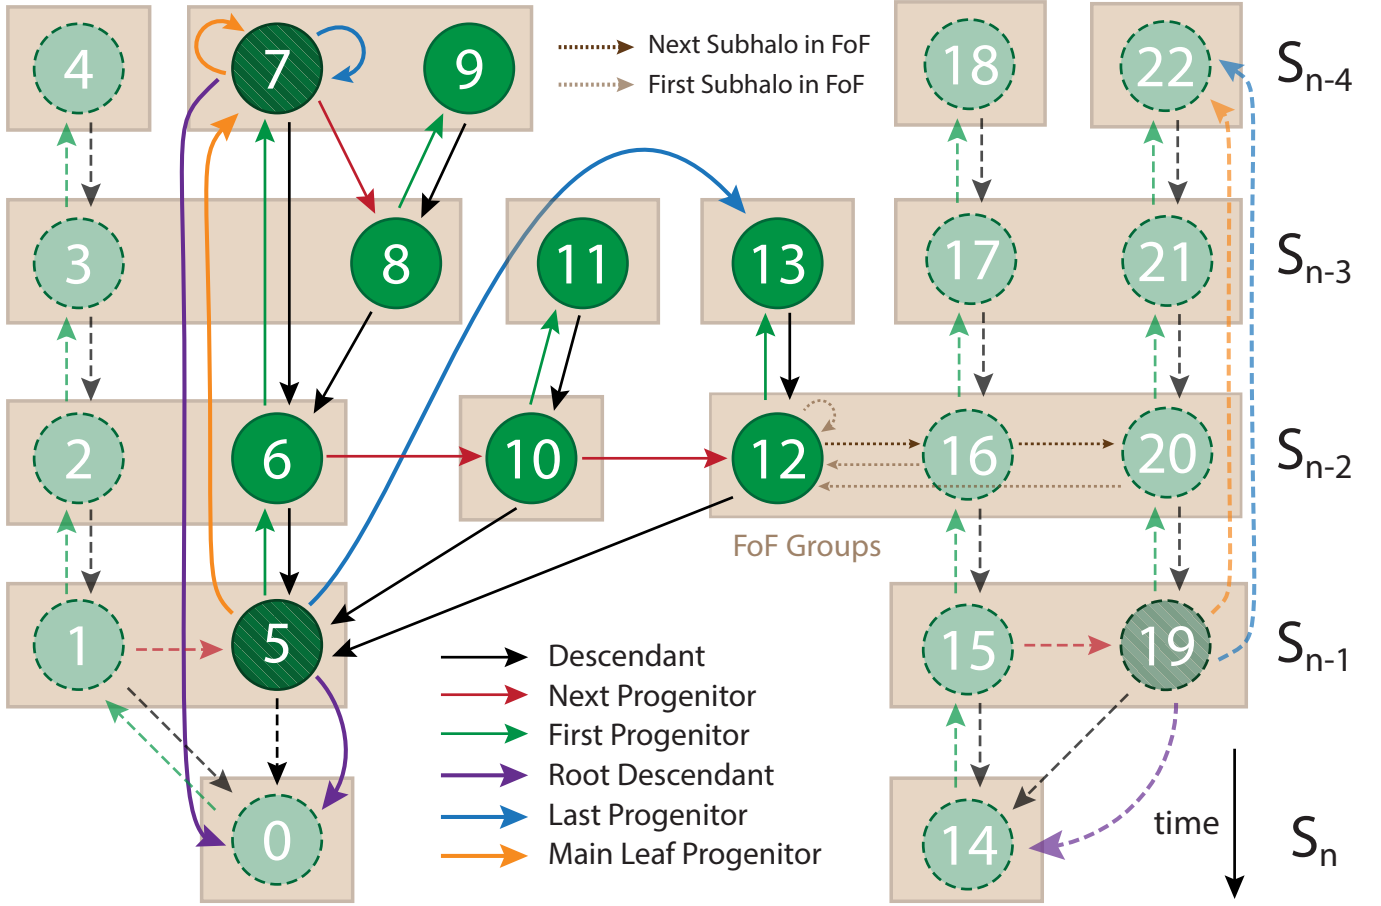 4
7
9
Next Subhalo in FoF
First Subhalo in FoF
18
22
Sn-4
3
8
11
13
17
21
Sn-3
2
6
10
12
16
20
Sn-2
FoF Groups
1
5
15
19
Sn-1
Descendant
Next Progenitor
First Progenitor
Root Descendant
Last Progenitor
Main Leaf Progenitor
0
14
time
Sn